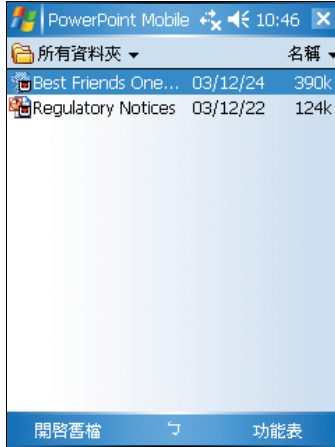 PowerPoint Mobile 10:46
所有資料夾 名稱
Best Friends One... 03/12/24 390k
Regulatory Notices 03/12/22 124k
開啓舊檔 ㄅ 功能表